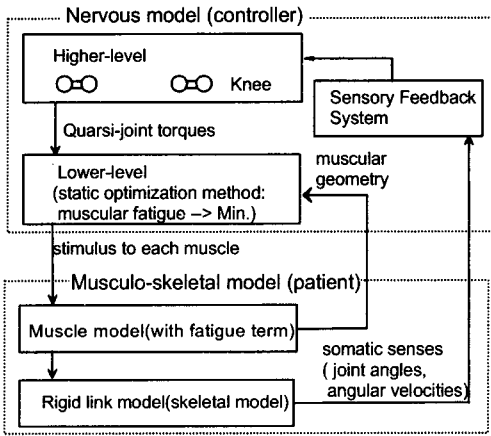 Nervous model (controller)
Higher-level
Knee
Sensory Feedback
System
Quarsi-joint torques
Lower-level
(static optimization method:
muscular fatigue –> Min.)
muscular
geometry
stimulus to each muscle
Musculo-skeletal model (patient)
Muscle model(with fatigue term)
somatic senses
( joint angles,
angular velocities)
Rigid link model(skeletal model)